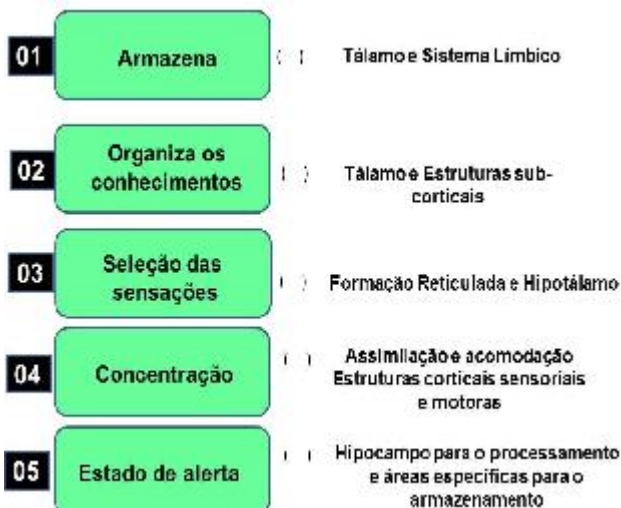 01 Armazena ( ) Tálamo e Sistema Límbico
02 Organiza os
conhecimentos ( ) Tálamo e Estruturas sub-
corticais
03 Seleção das
sensações ( ) Formação Reticulada e Hipotálamo
04 Concentração ( ) Assimilação e acomodação
Estruturas corticais sensoriais
e motoras
05 Estado de alerta ( ) Hipocampo para o processamento
e áreas específicas para o
armazenamento